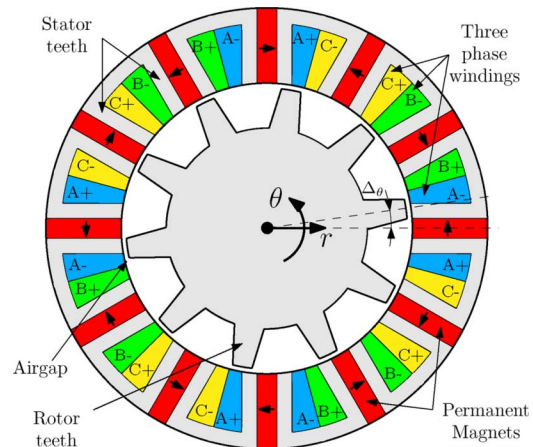 Stator
teeth
B+ A-
A+ C-
Three
phase
windings
B-
C+
C+
B-
C-
A+
B+
A-
Δθ
θ
r
A-
B+
A+
C-
B-
C+
C+
B-
C-
A+
A-
B+
Airgap
Rotor
teeth
Permanent
Magnets